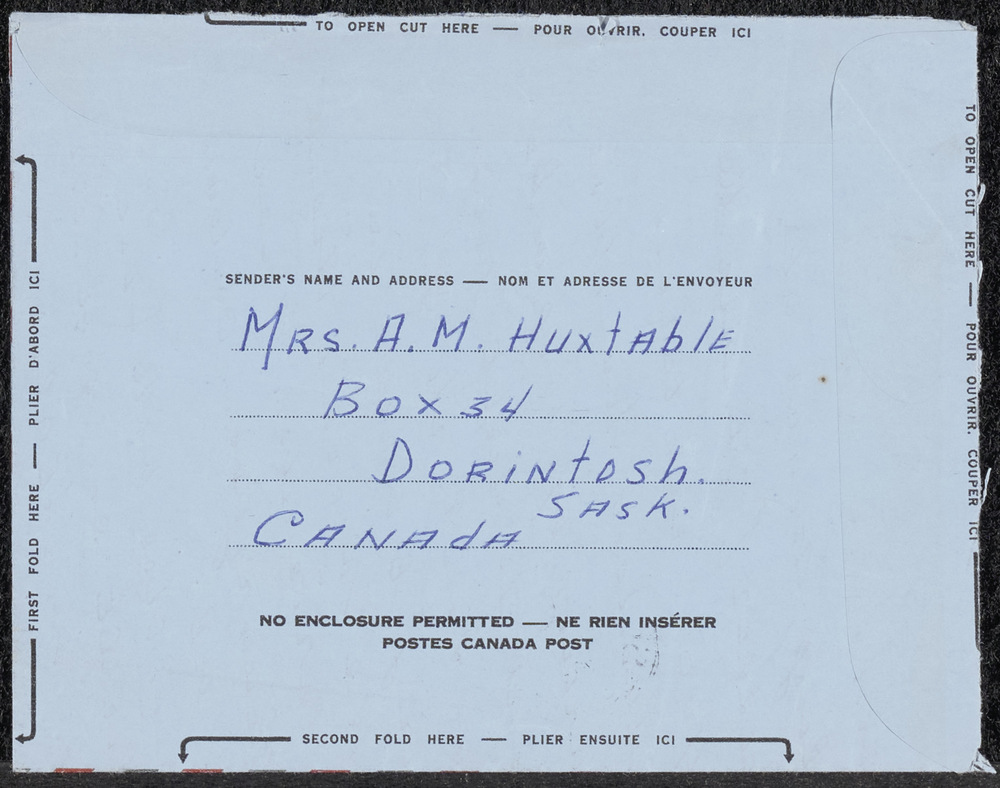 TO OPEN CUT HERE — POUR OUVRIR, COUPER ICI
TO OPEN CUT HERE — POUR OUVRIR, COUPER ICI
FIRST FOLD HERE — PLIER D'ABORD ICI
SENDER'S NAME AND ADDRESS — NOM ET ADRESSE DE L'ENVOYEUR
MRS. A. M. HuxtAblE
Box 34
DORINtOSh.
SASK.
CANAdA
NO ENCLOSURE PERMITTED — NE RIEN INSÉRER
POSTES CANADA POST
SECOND FOLD HERE — PLIER ENSUITE ICI